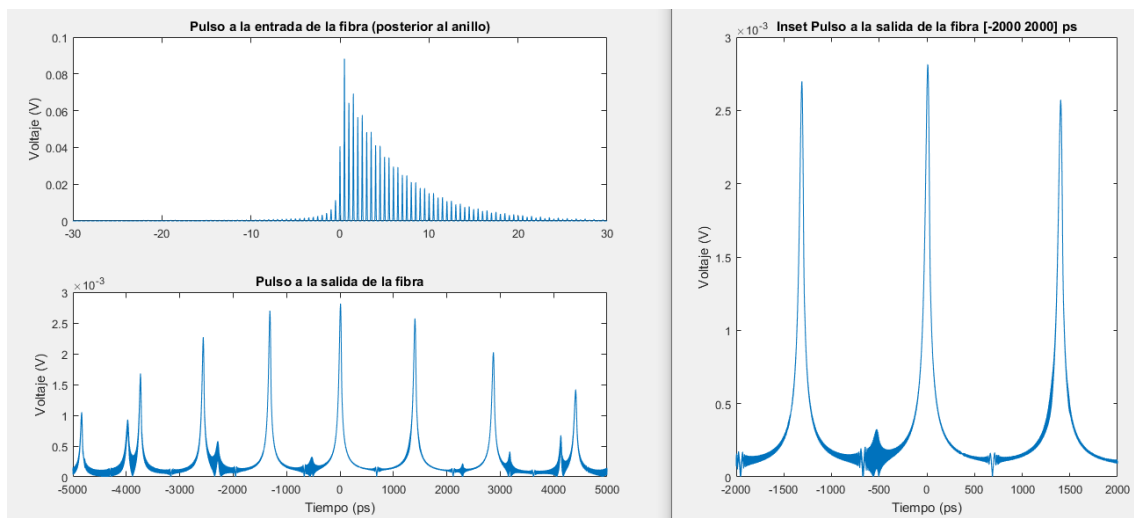 Pulso a la entrada de la fibra (posterior al anillo)
0.1
0.08
0.06
0.04
0.02
0
Voltaje (V)
-30 -20 -10 0 10 20 30
Pulso a la salida de la fibra
×10⁻³
3
2.5
2
1.5
1
0.5
0
Voltaje (V)
-5000 -4000 -3000 -2000 -1000 0 1000 2000 3000 4000 5000
Tiempo (ps)
Inset Pulso a la salida de la fibra [-2000 2000] ps
×10⁻³
3
2.5
2
1.5
1
0.5
0
Voltaje (V)
-2000 -1500 -1000 -500 0 500 1000 1500 2000
Tiempo (ps)